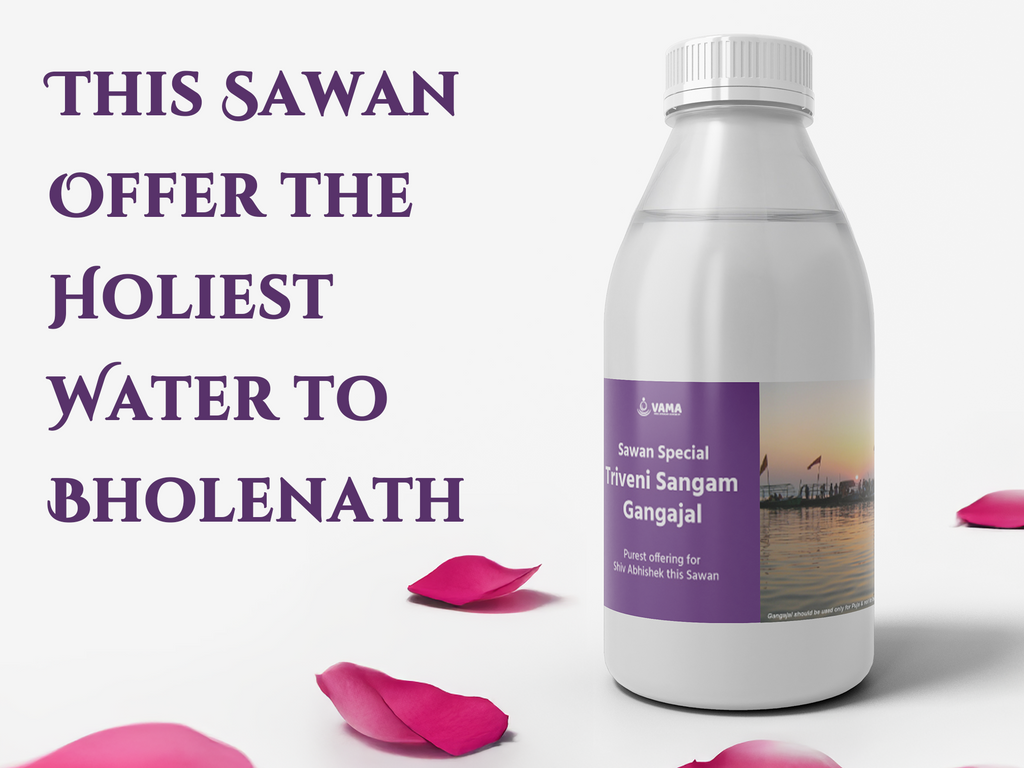 This Sawan
Offer the
Holiest
Water to
Bholenath
VAMA
Sawan Special
Triveni Sangam
Gangajal
Purest offering for
Shiv Abhishek this Sawan
Gangajal should be used only for Puja &